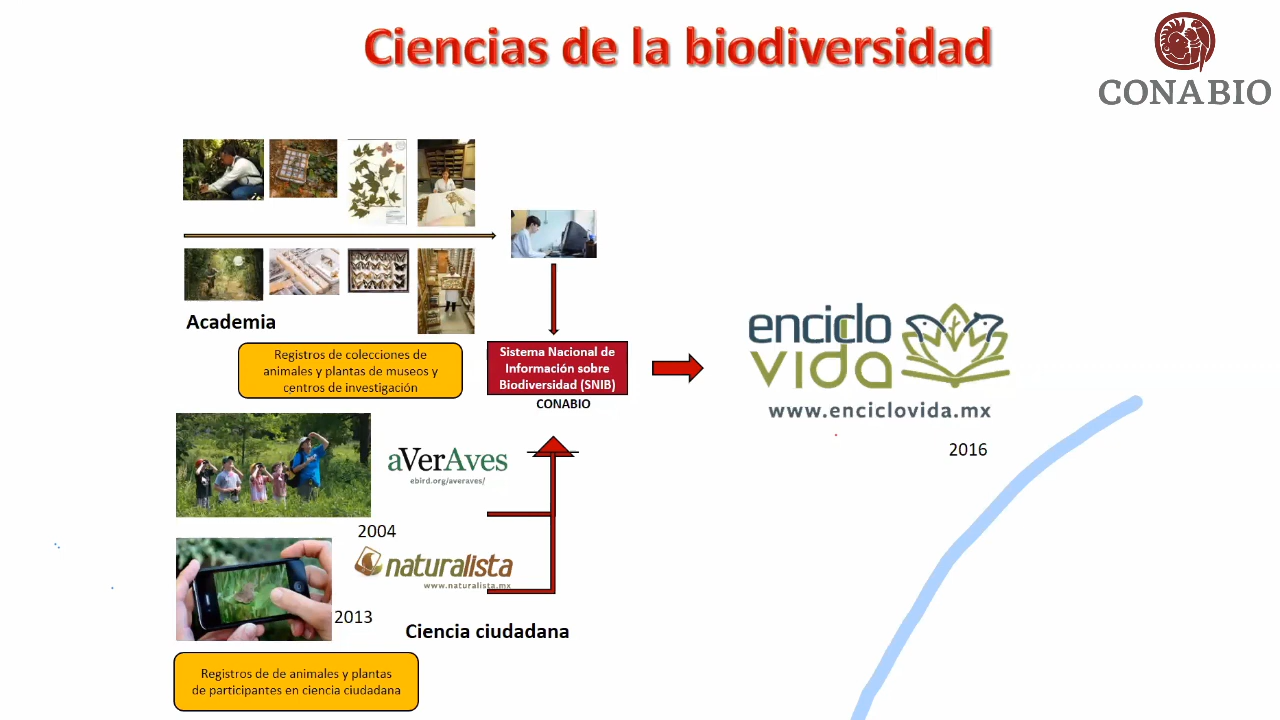 Ciencias de la biodiversidad
CONABIO
Academia
Registros de colecciones de
animales y plantas de museos y
centros de investigación
Sistema Nacional de
Información sobre
Biodiversidad (SNIB)
CONABIO
enciclo
vida
www.enciclovida.mx
2016
aVerAves
ebird.org/averaves/
2004
naturalista
www.naturalista.mx
2013
Ciencia ciudadana
Registros de de animales y plantas
de participantes en ciencia ciudadana